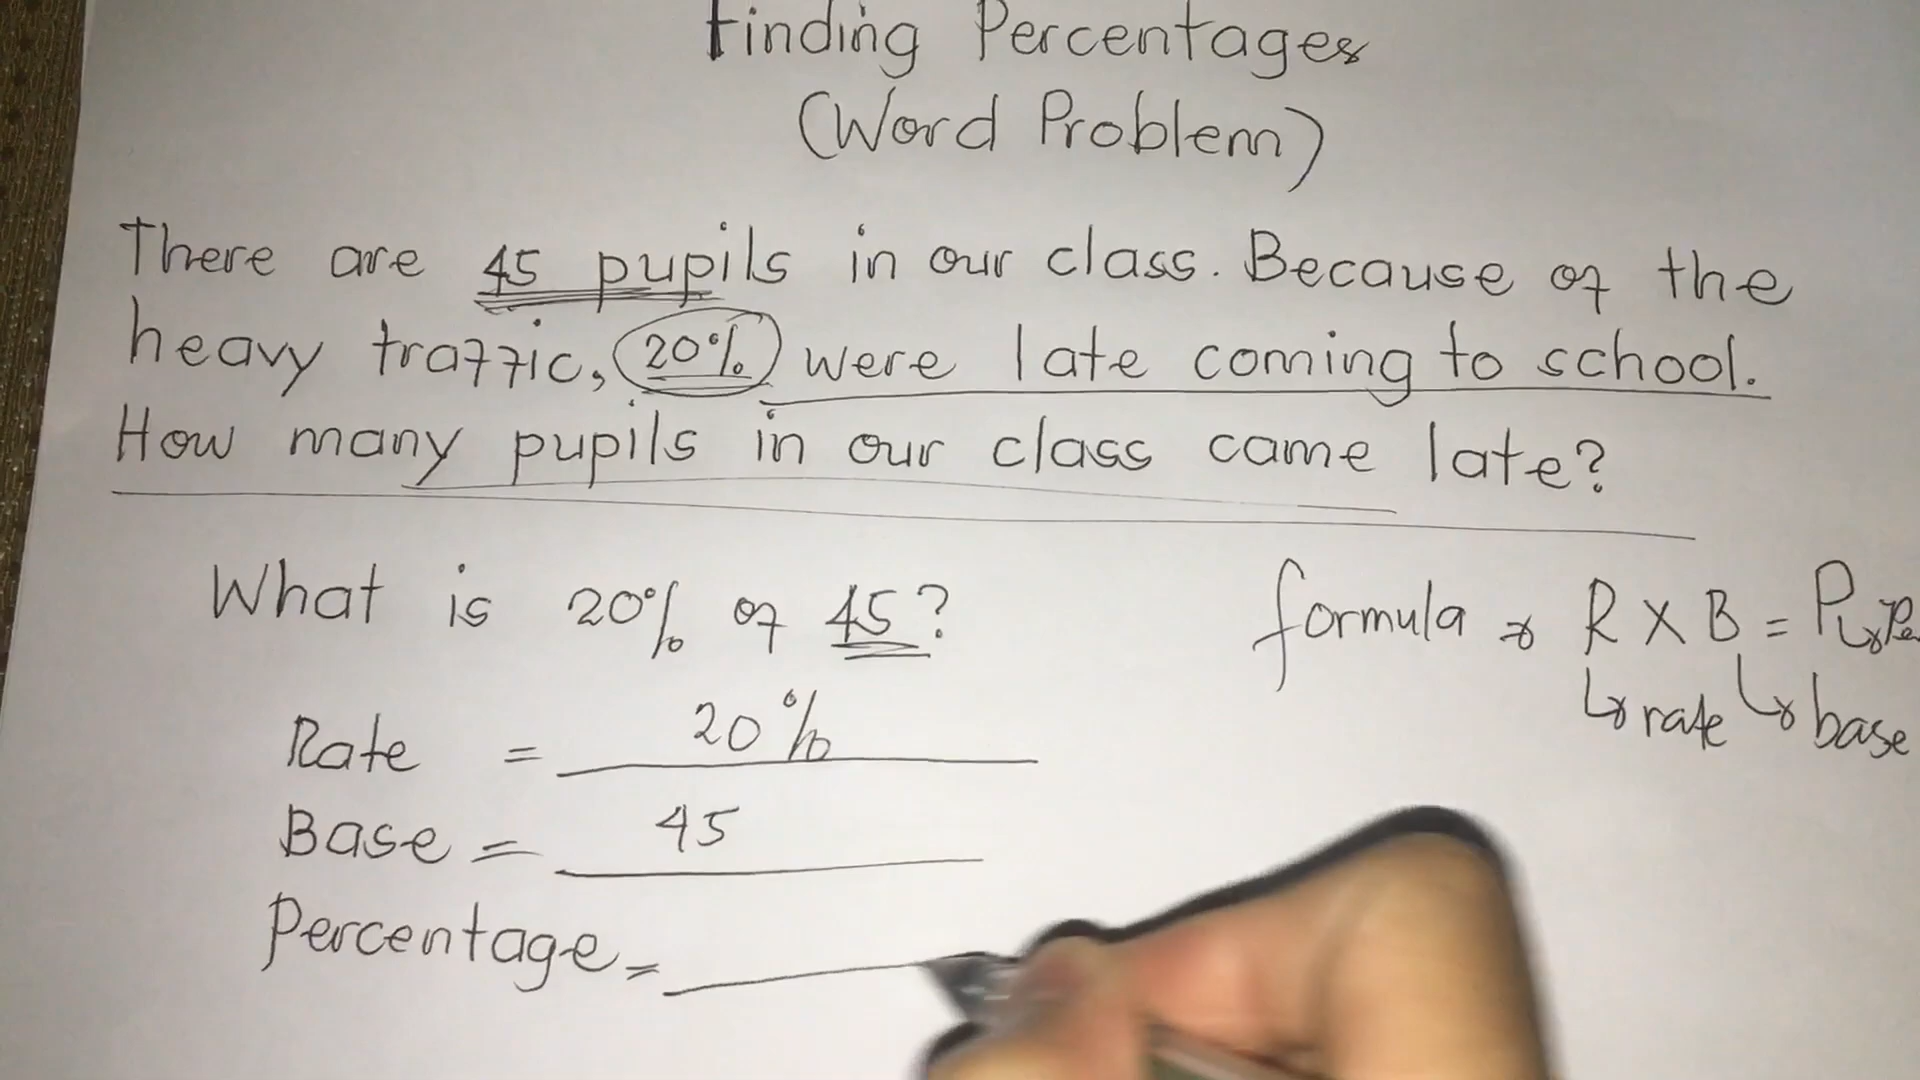 Finding Percentages
(Word Problem)
There are 45 pupils in our class. Because of the
heavy traffic, 20% were late coming to school.
How many pupils in our class came late?
What is 20% of 45?
formula → R X B = P
↳ rate ↳ base
Rate = 20%
Base = 45
Percentage =